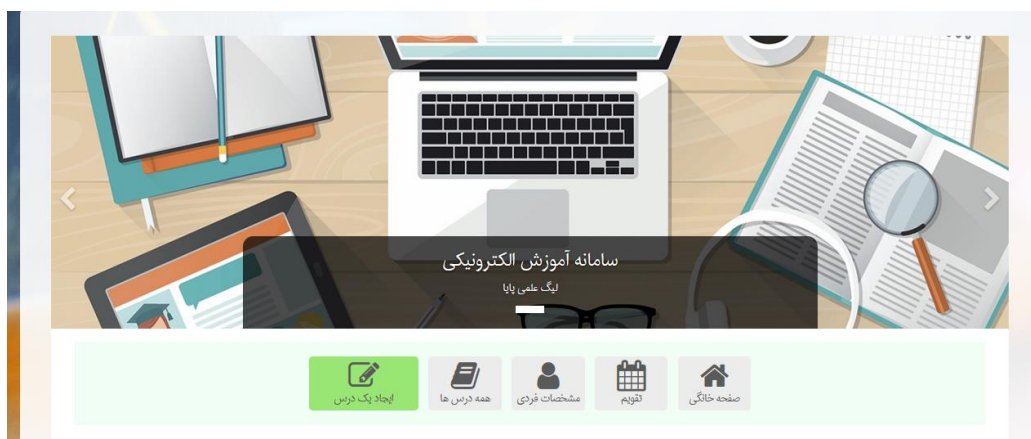 سامانه آموزش الکترونیکی
لیگ علمی پایا
صفحه خانگی
تقویم
مشخصات فردی
همه درس ها
ایجاد یک درس